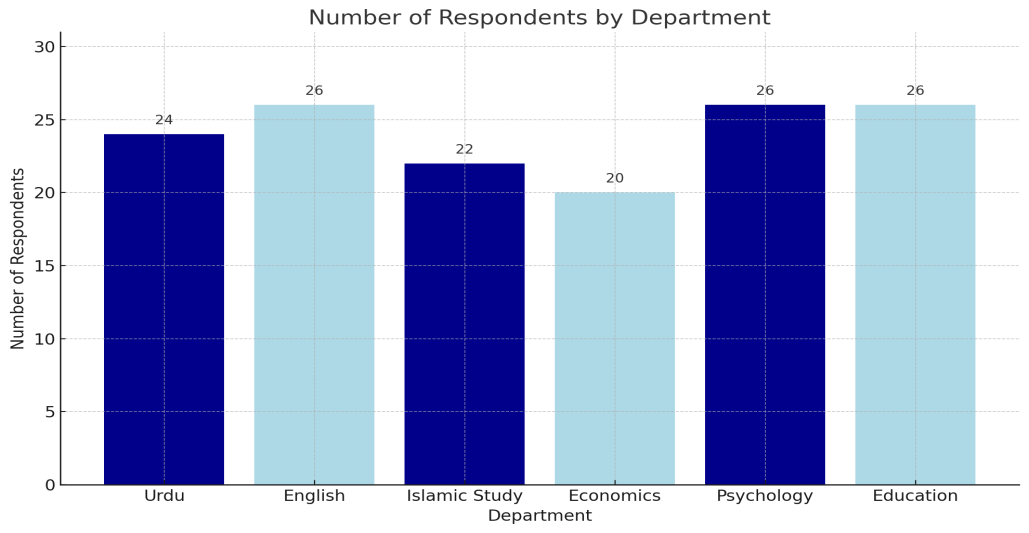 Number of Respondents by Department
Number of Respondents
30
25
20
15
10
5
0
24
26
22
20
26
26
Urdu
English
Islamic Study
Economics
Psychology
Education
Department